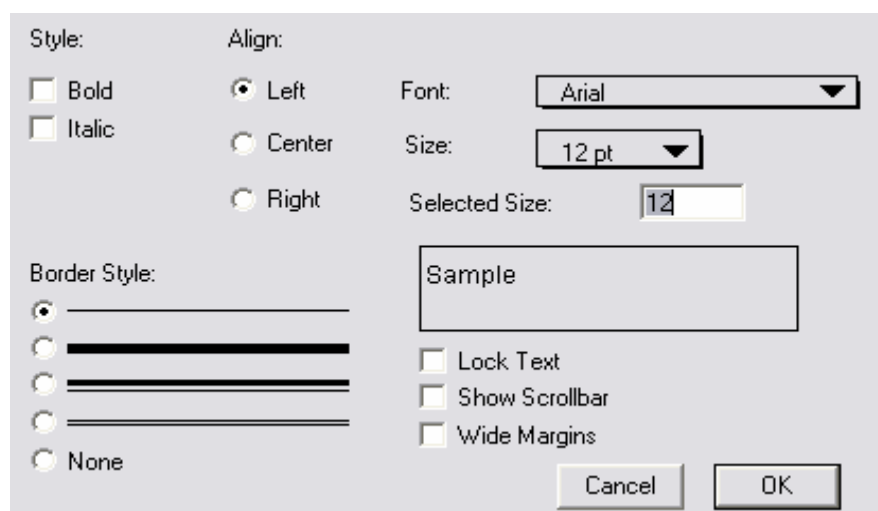 Style:
Align:
Bold
Left
Font:
Arial
Italic
Center
Size:
12 pt
Right
Selected Size:
12
Border Style:
Sample
Lock Text
Show Scrollbar
Wide Margins
None
Cancel
OK